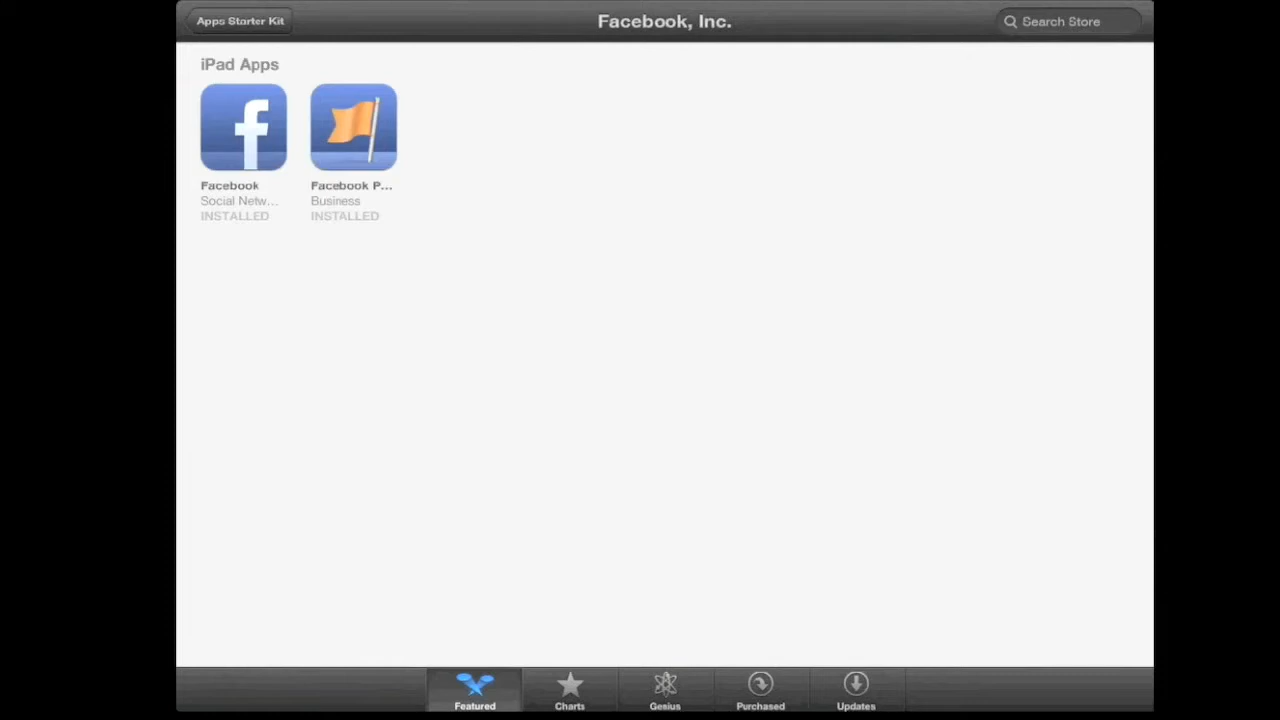 Apps Starter Kit
Facebook, Inc.
Search Store
iPad Apps
Facebook
Social Netw...
INSTALLED
Facebook P...
Business
INSTALLED
Featured
Charts
Genius
Purchased
Updates